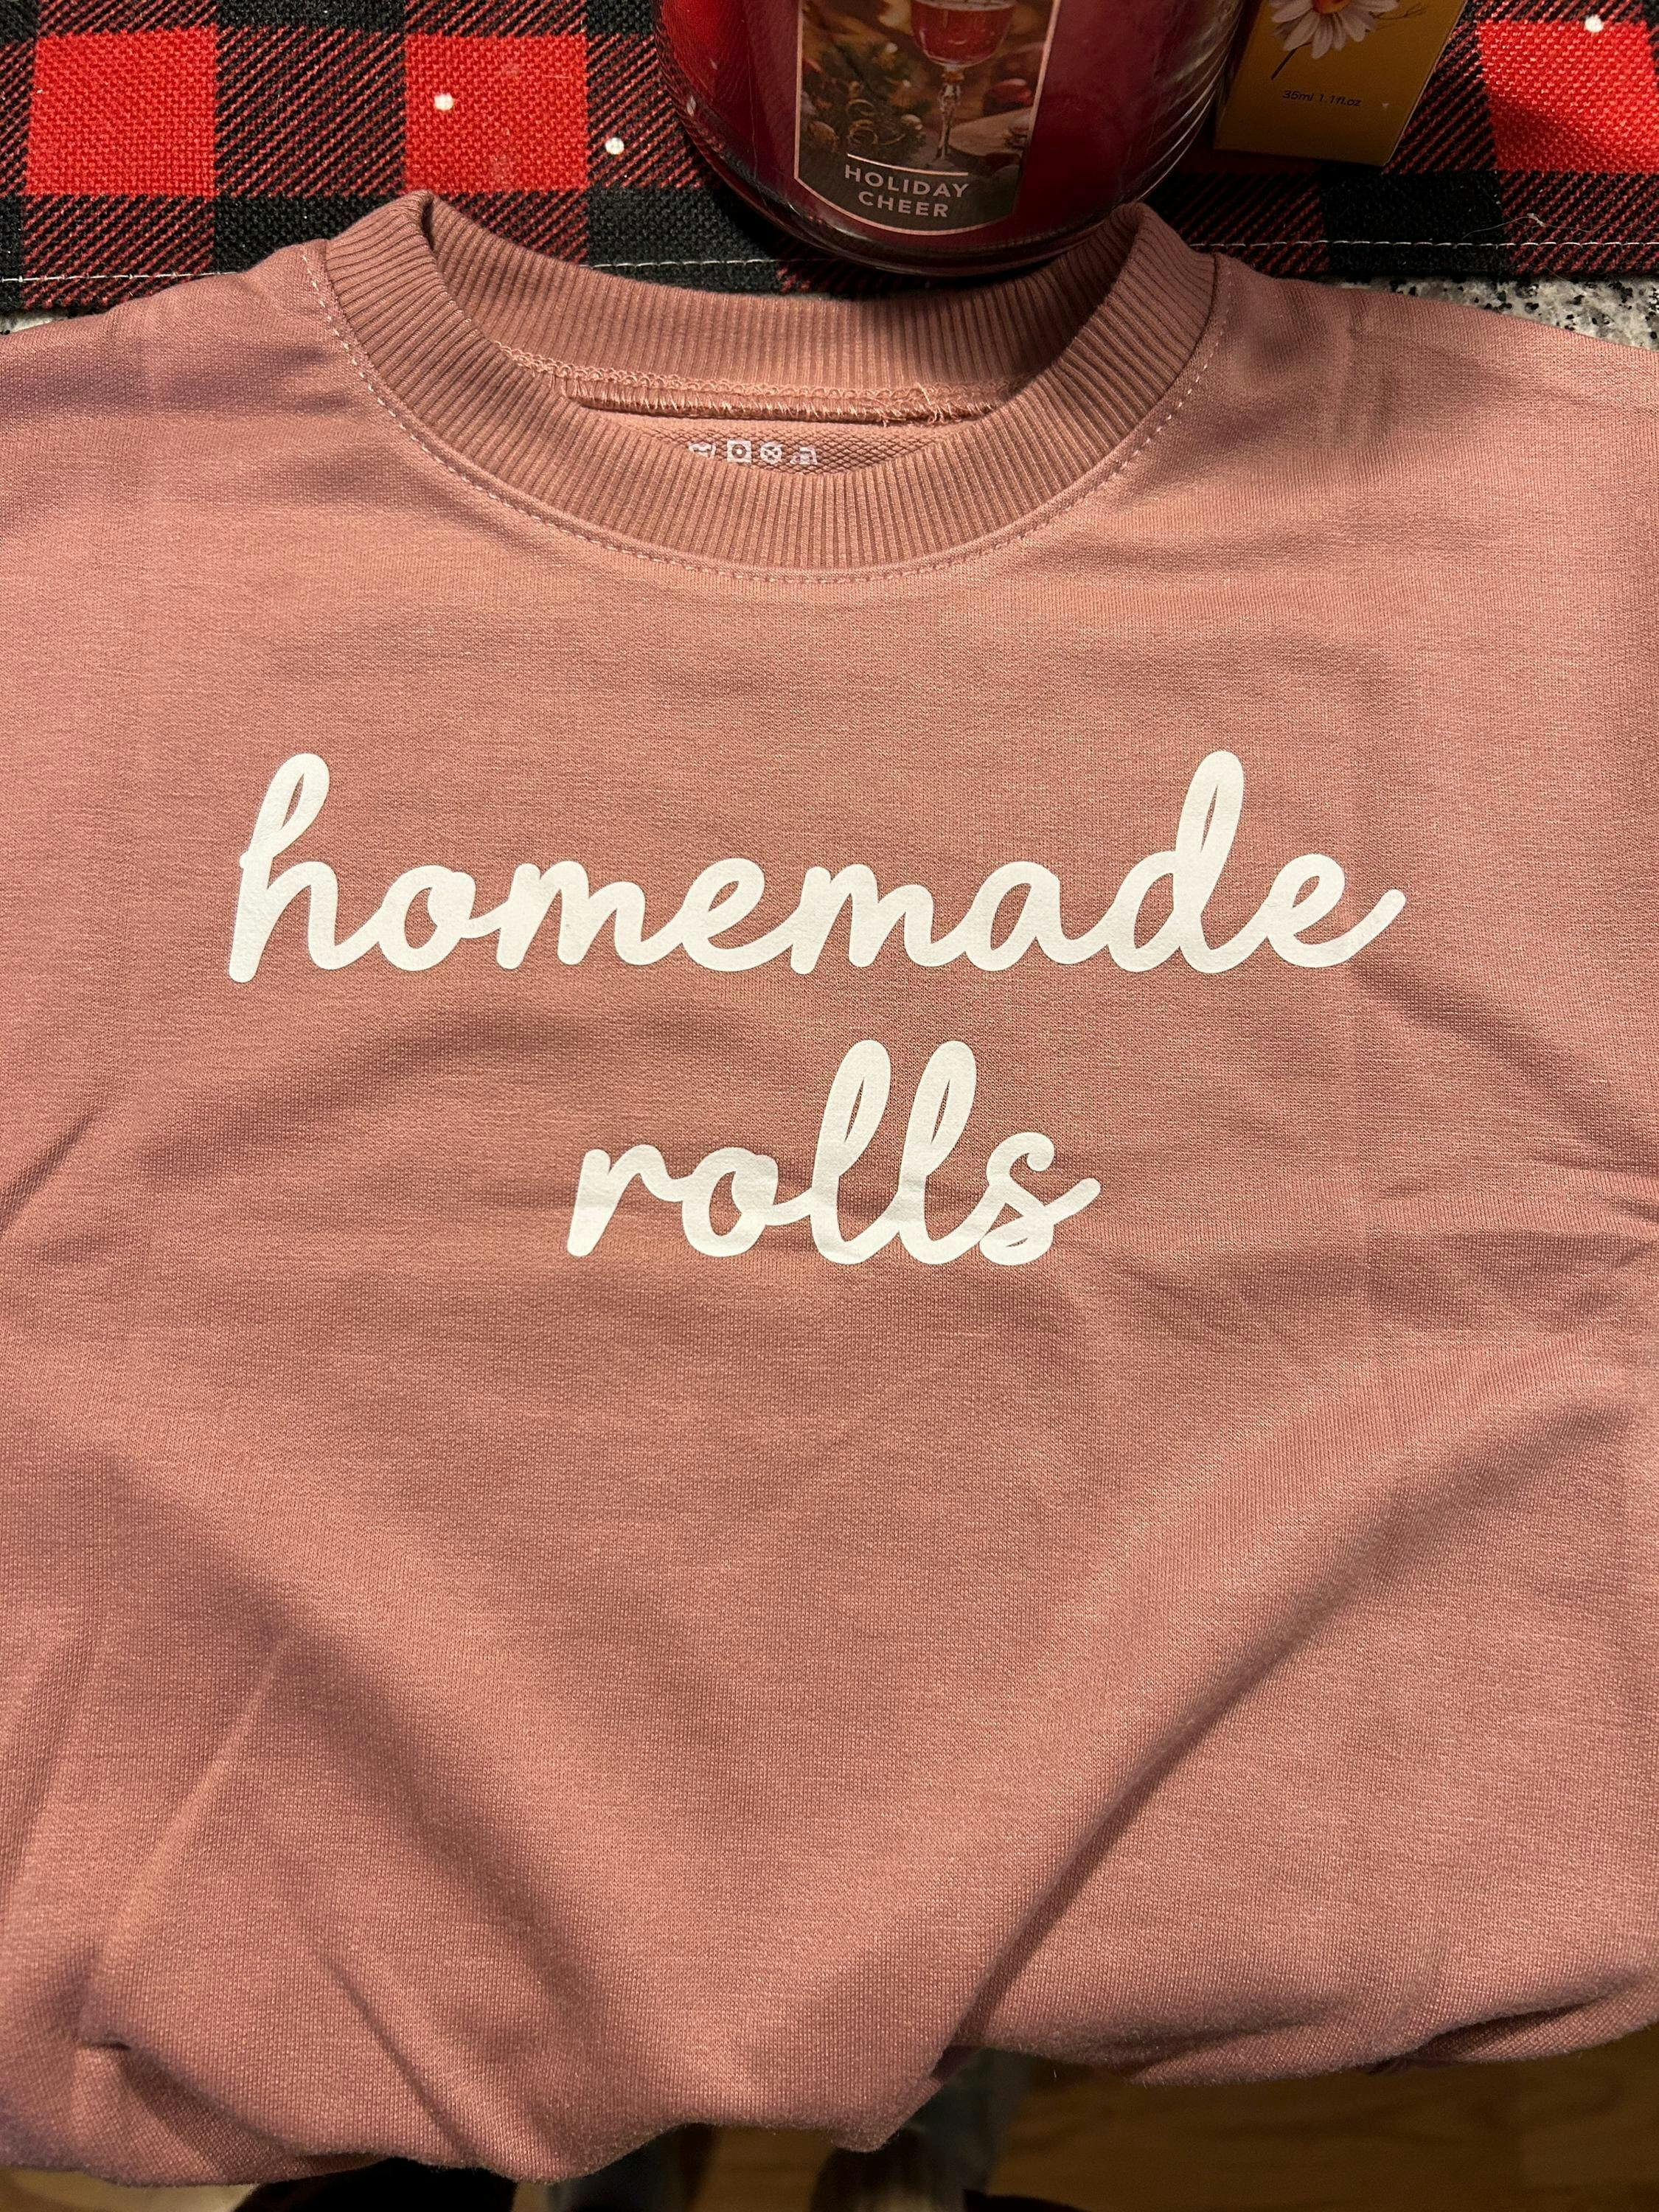 HOLIDAY
CHEER
35ml 1.1fl.oz
homemade
rolls